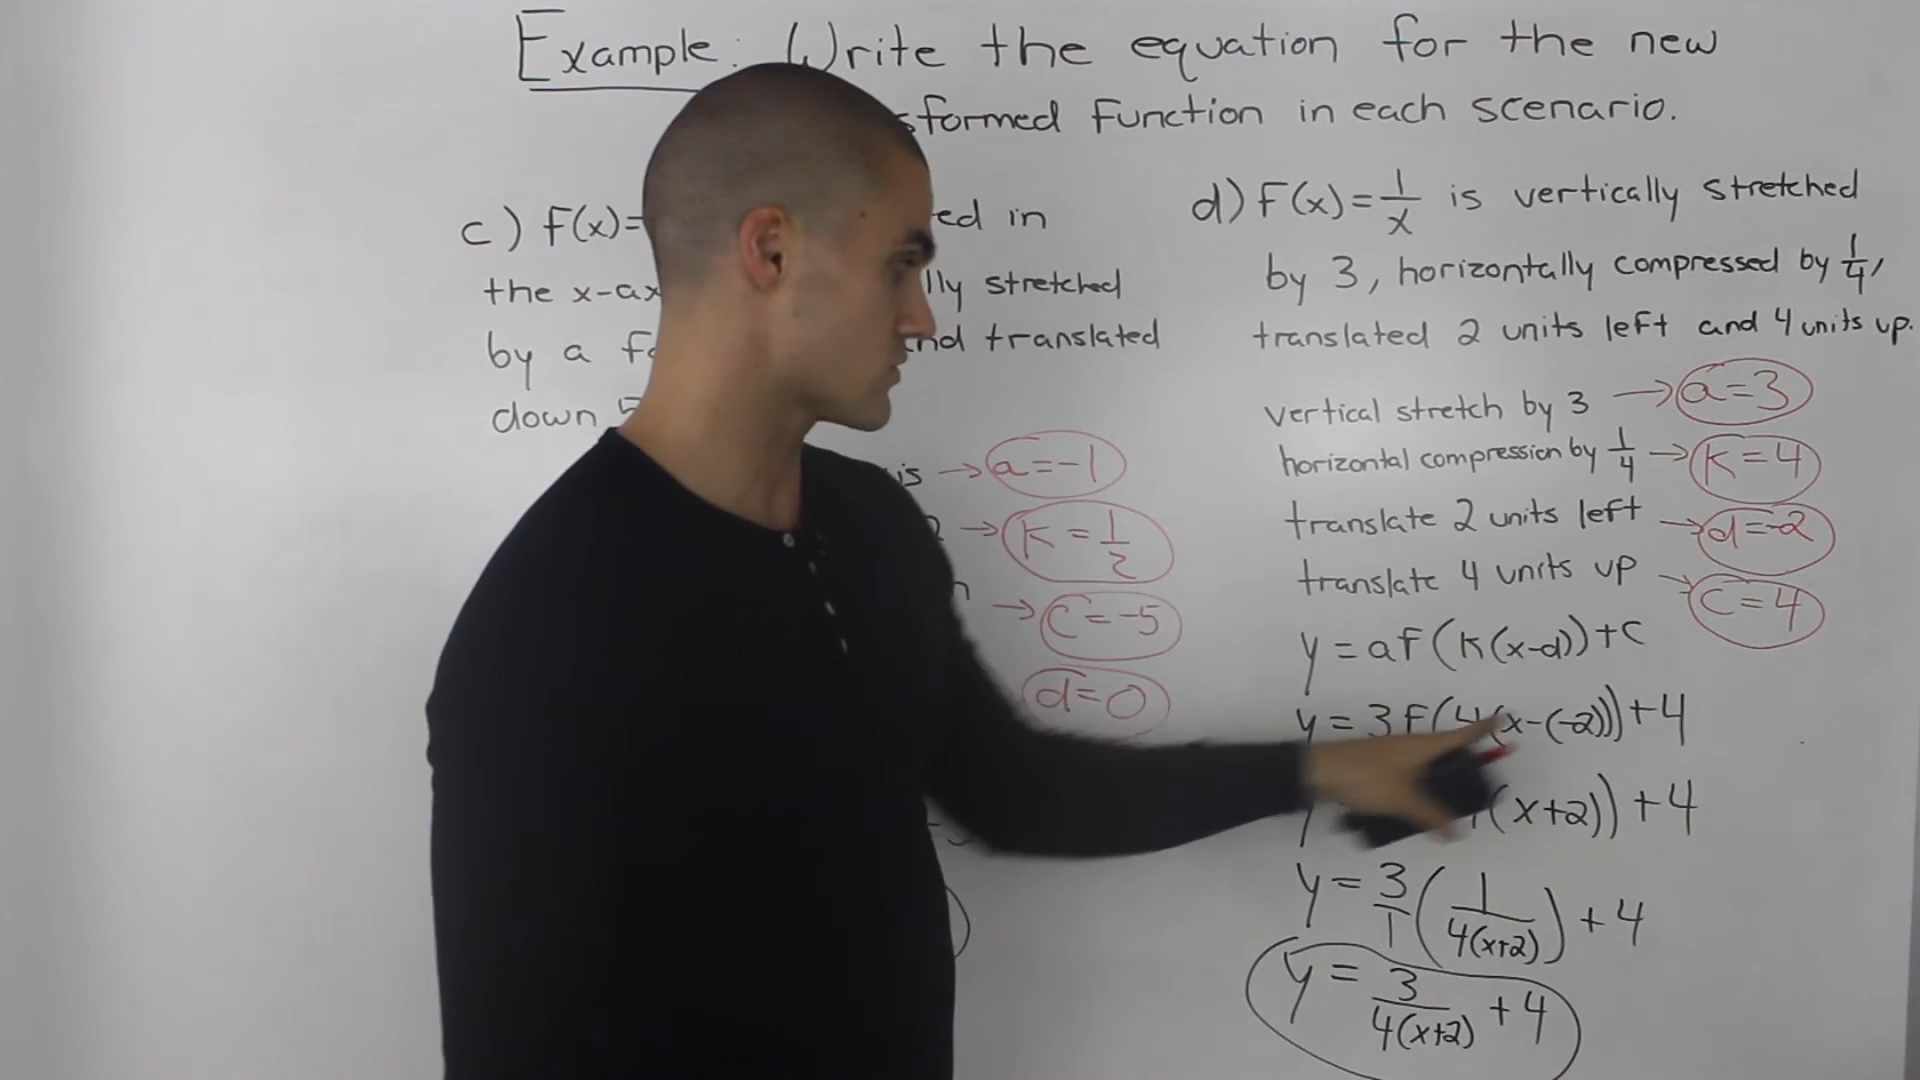 Example: Write the equation for the new
formed function in each scenario.
c) f(x)= ed in
the x-ax lly stretched
by a nd translated
down
is → a=-1
→ K = 1/2
→ c=-5
d=0
d) f(x) = 1/x is vertically stretched
by 3, horizontally compressed by 1/4,
translated 2 units left and 4 units up.
vertical stretch by 3 → a=3
horizontal compression by 1/4 → K=4
translate 2 units left → d=-2
translate 4 units up → c=4
y = af(k(x-d))+c
y = 3f(4(x-(-2)))+4
(x+2))+4
y = 3/1 (1/4(x+2)) + 4
y = 3/4(x+2) + 4